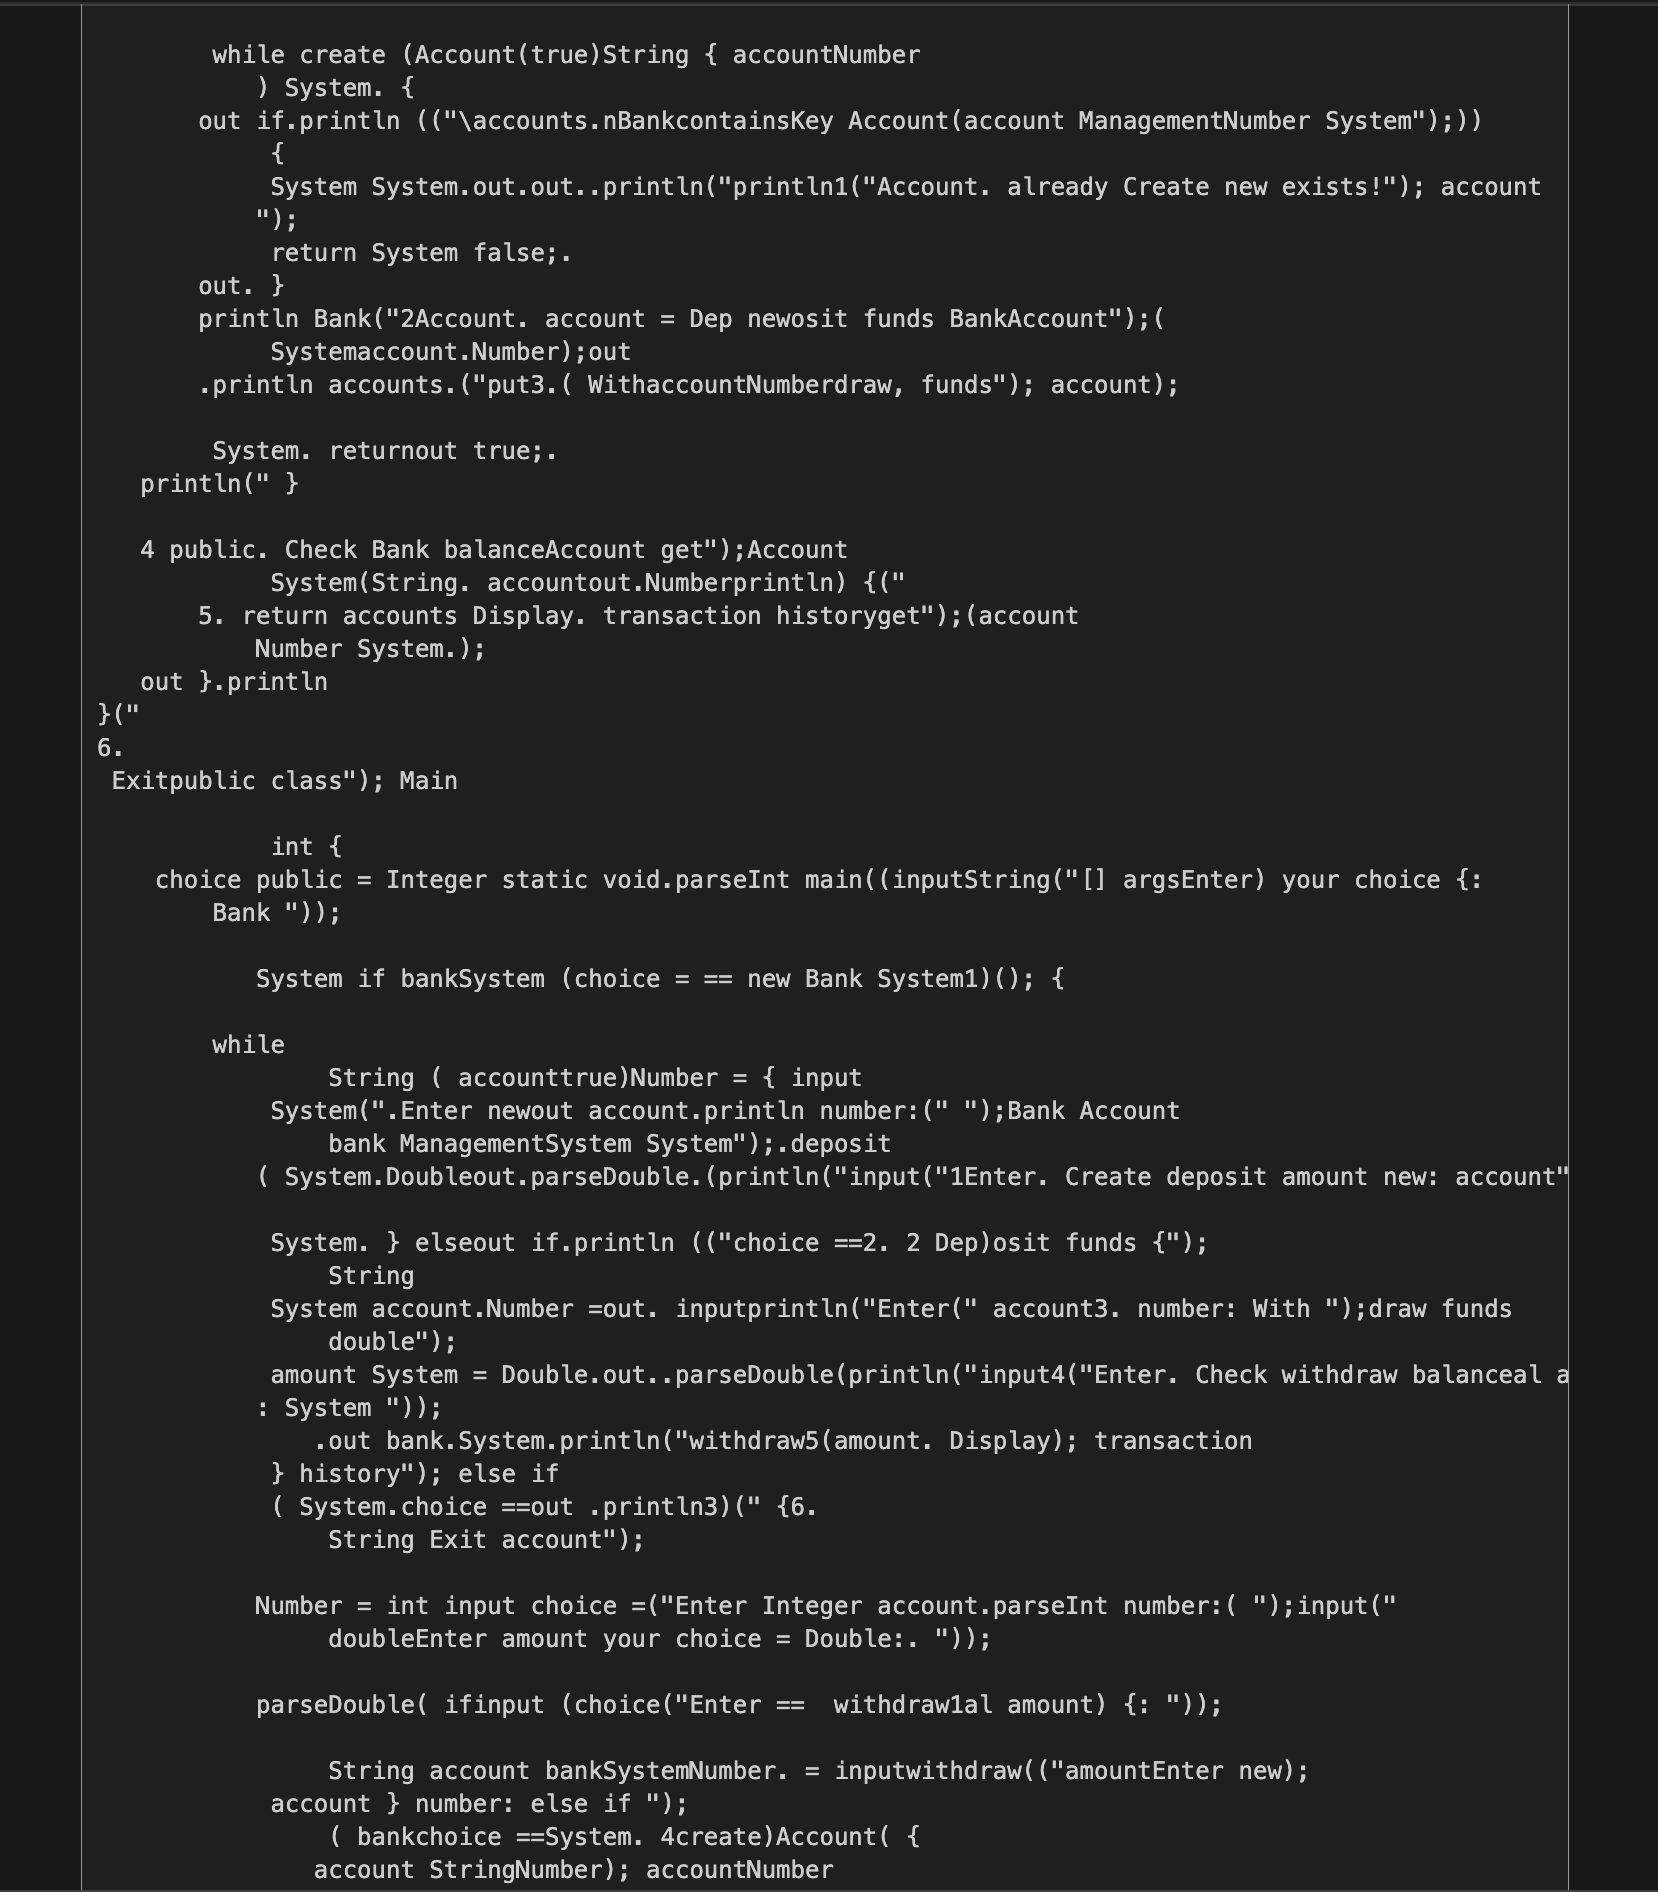 while create (Account(true)String { accountNumber
) System. {
out if.println (("\accounts.nBankcontainsKey Account(account ManagementNumber System");))
{
System System.out.out..println("println1("Account. already Create new exists!"); account
");
return System false;.
out. }
println Bank("2Account. account = Dep newosit funds BankAccount");(
Systemaccount.Number);out
.println accounts.("put3.( WithaccountNumberdraw, funds"); account);
System. returnout true;.
println(" }
4 public. Check Bank balanceAccount get");Account
System(String. accountout.Numberprintln) {("
5. return accounts Display. transaction historyget");(account
Number System.);
out }.println
}("
6.
Exitpublic class"); Main
int {
choice public = Integer static void.parseInt main((inputString("[] argsEnter) your choice {:
Bank "));
System if bankSystem (choice = == new Bank System1)(); {
while
String ( accounttrue)Number = { input
System(".Enter newout account.println number:(" ");Bank Account
bank ManagementSystem System");.deposit
( System.Doubleout.parseDouble.(println("input("1Enter. Create deposit amount new: account"
System. } elseout if.println (("choice ==2. 2 Dep)osit funds {");
String
System account.Number =out. inputprintln("Enter(" account3. number: With ");draw funds
double");
amount System = Double.out..parseDouble(println("input4("Enter. Check withdraw balanceal a
: System "));
.out bank.System.println("withdraw5(amount. Display); transaction
} history"); else if
( System.choice ==out .println3)(" {6.
String Exit account");
Number = int input choice =("Enter Integer account.parseInt number:( ");input("
doubleEnter amount your choice = Double:. "));
parseDouble( ifinput (choice("Enter ==  withdraw1al amount) {: "));
String account bankSystemNumber. = inputwithdraw(("amountEnter new);
account } number: else if ");
( bankchoice ==System. 4create)Account( {
account StringNumber); accountNumber